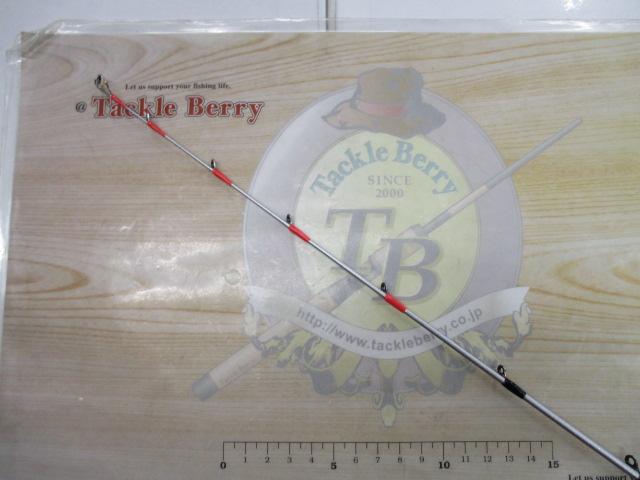 Let us support your fishing life.
@ Tackle Berry
Tackle Berry
SINCE
2000
TB
http://www.tackleberry.co.jp
0 1 2 3 4 5 6 7 8 9 10 11 12 13 14 15
Let us support